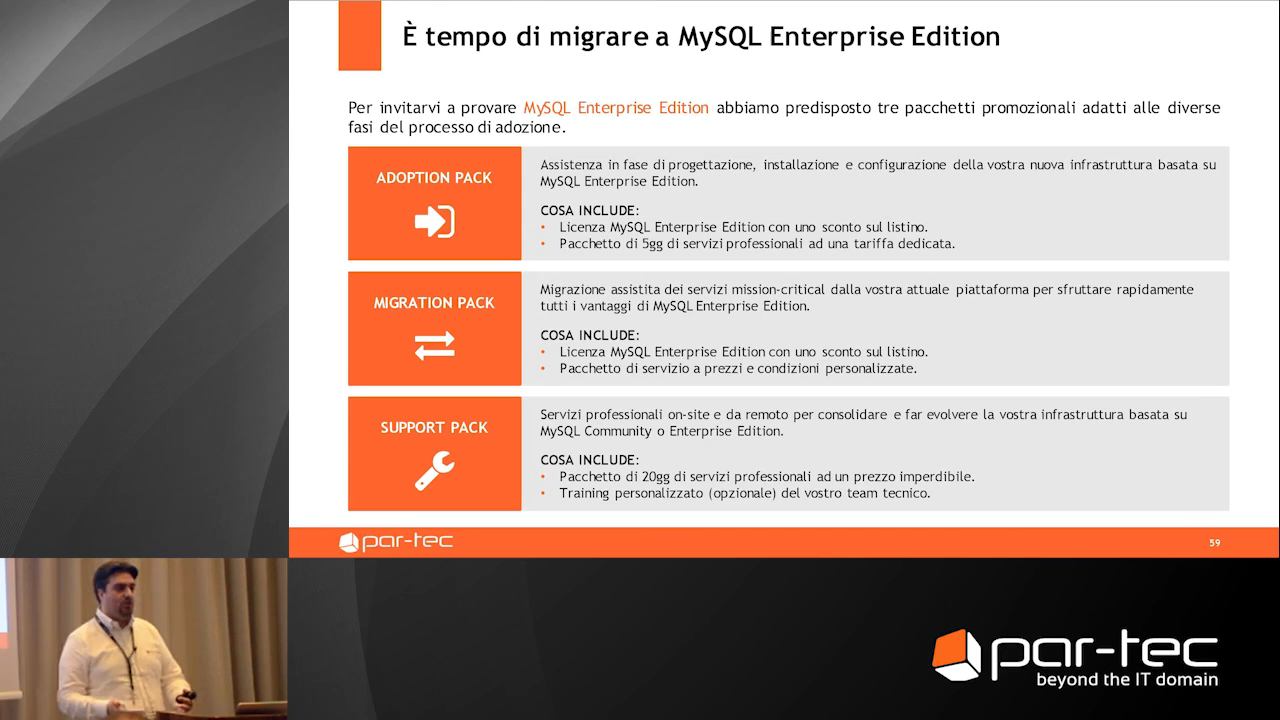 È tempo di migrare a MySQL Enterprise Edition
Per invitarvi a provare MySQL Enterprise Edition abbiamo predisposto tre pacchetti promozionali adatti alle diverse
fasi del processo di adozione.
ADOPTION PACK
Assistenza in fase di progettazione, installazione e configurazione della vostra nuova infrastruttura basata su
MySQL Enterprise Edition.
COSA INCLUDE:
• Licenza MySQL Enterprise Edition con uno sconto sul listino.
• Pacchetto di 5gg di servizi professionali ad una tariffa dedicata.
MIGRATION PACK
Migrazione assistita dei servizi mission-critical dalla vostra attuale piattaforma per sfruttare rapidamente
tutti i vantaggi di MySQL Enterprise Edition.
COSA INCLUDE:
• Licenza MySQL Enterprise Edition con uno sconto sul listino.
• Pacchetto di servizio a prezzi e condizioni personalizzate.
SUPPORT PACK
Servizi professionali on-site e da remoto per consolidare e far evolvere la vostra infrastruttura basata su
MySQL Community o Enterprise Edition.
COSA INCLUDE:
• Pacchetto di 20gg di servizi professionali ad un prezzo imperdibile.
• Training personalizzato (opzionale) del vostro team tecnico.
par-tec
59
par-tec
beyond the IT domain